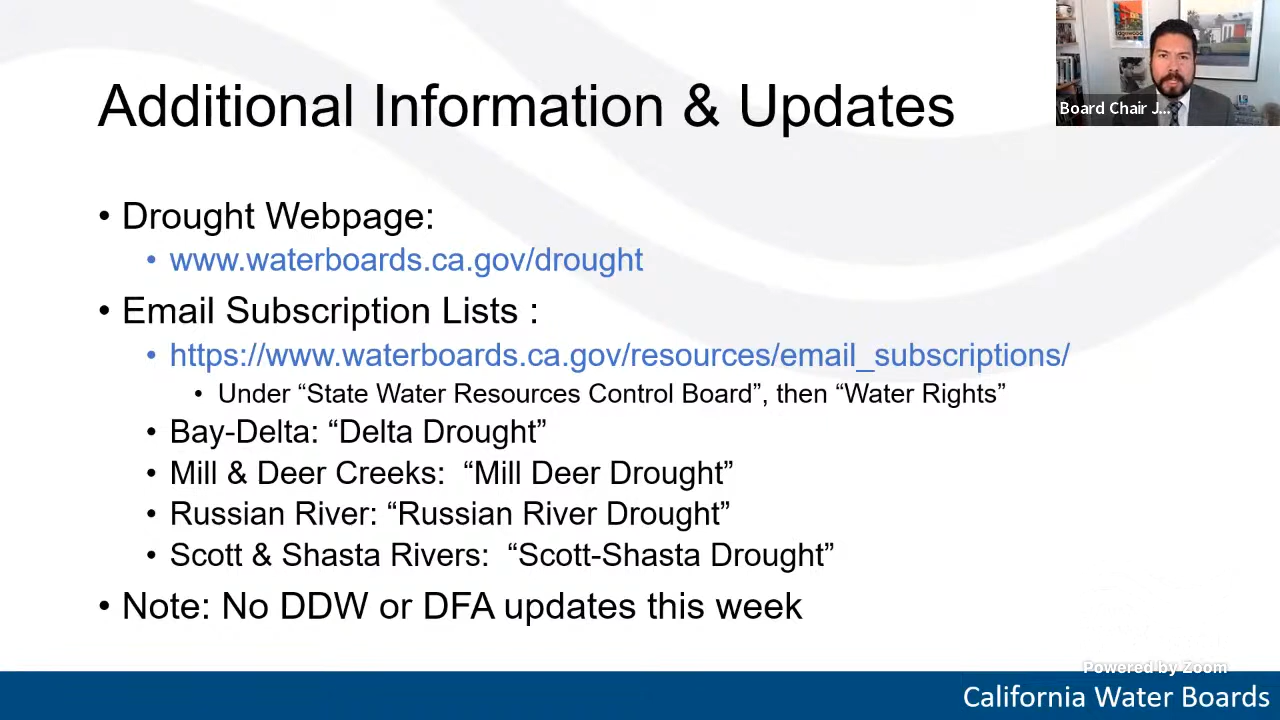 Additional Information & Updates
Board Chair J...
• Drought Webpage:
• www.waterboards.ca.gov/drought
• Email Subscription Lists :
• https://www.waterboards.ca.gov/resources/email_subscriptions/
• Under “State Water Resources Control Board”, then “Water Rights”
• Bay-Delta: “Delta Drought”
• Mill & Deer Creeks:  “Mill Deer Drought”
• Russian River: “Russian River Drought”
• Scott & Shasta Rivers:  “Scott-Shasta Drought”
• Note: No DDW or DFA updates this week
Powered by Zoom
California Water Boards